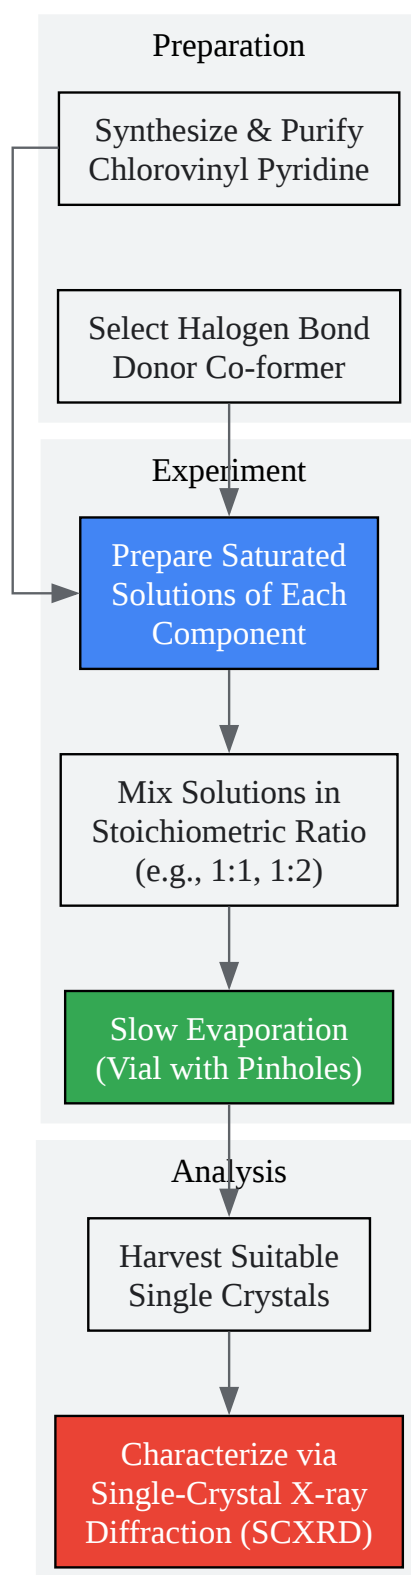 Preparation
Synthesize & Purify
Chlorovinyl Pyridine
Select Halogen Bond
Donor Co-former
Experiment
Prepare Saturated
Solutions of Each
Component
Mix Solutions in
Stoichiometric Ratio
(e.g., 1:1, 1:2)
Slow Evaporation
(Vial with Pinholes)
Analysis
Harvest Suitable
Single Crystals
Characterize via
Single-Crystal X-ray
Diffraction (SCXRD)